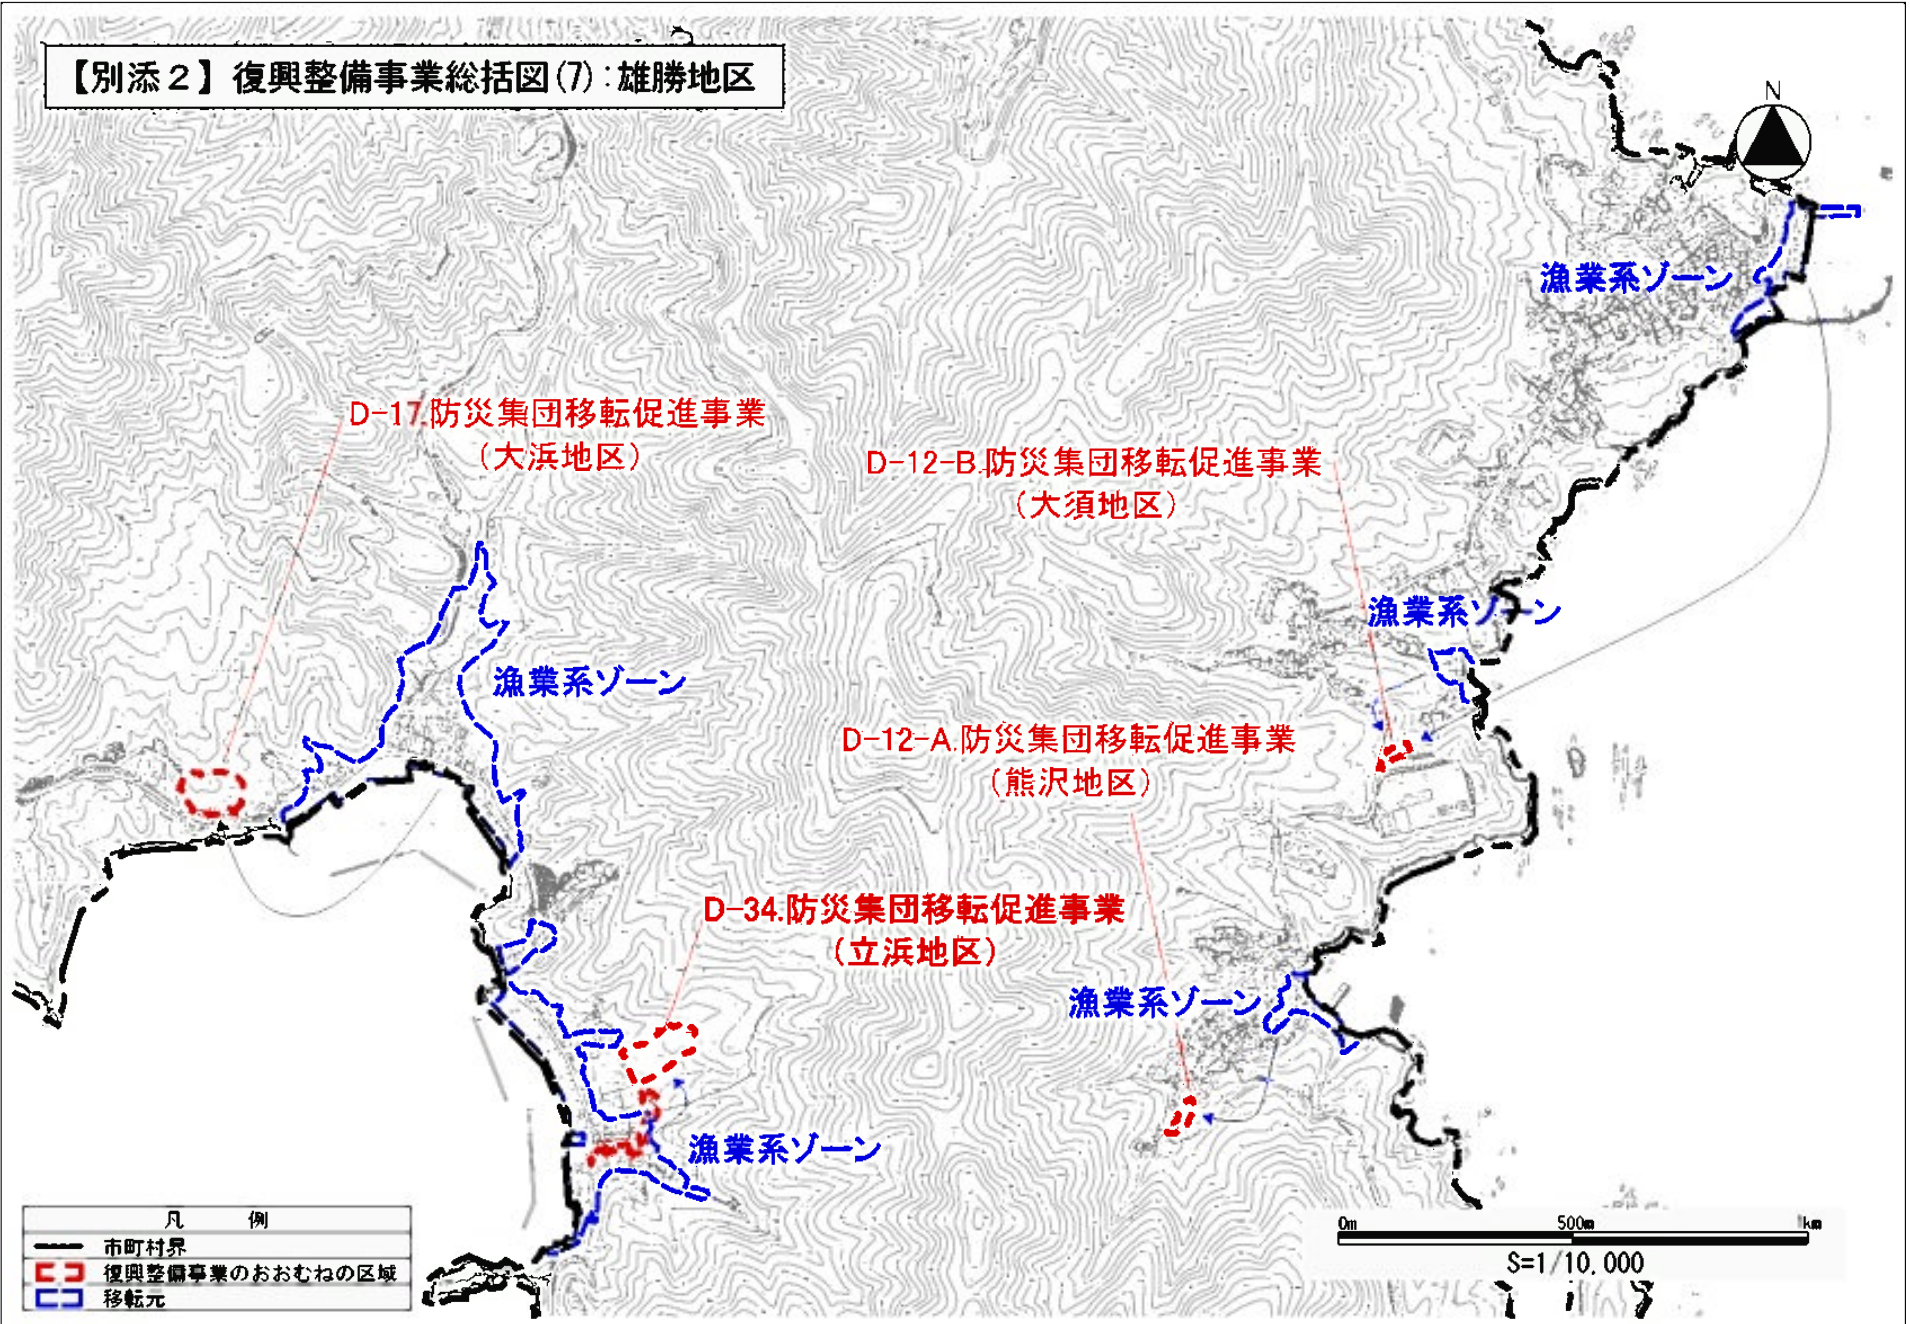 【別添２】復興整備事業総括図(7)：雄勝地区
N
漁業系ゾーン
D-17.防災集団移転促進事業
（大浜地区）
D-12-B.防災集団移転促進事業
（大須地区）
漁業系ゾーン
漁業系ゾーン
D-12-A.防災集団移転促進事業
（熊沢地区）
D-34.防災集団移転促進事業
（立浜地区）
漁業系ゾーン
漁業系ゾーン
凡 例
市町村界
復興整備事業のおおむねの区域
移転元
0m 500m 1km
S=1/10,000